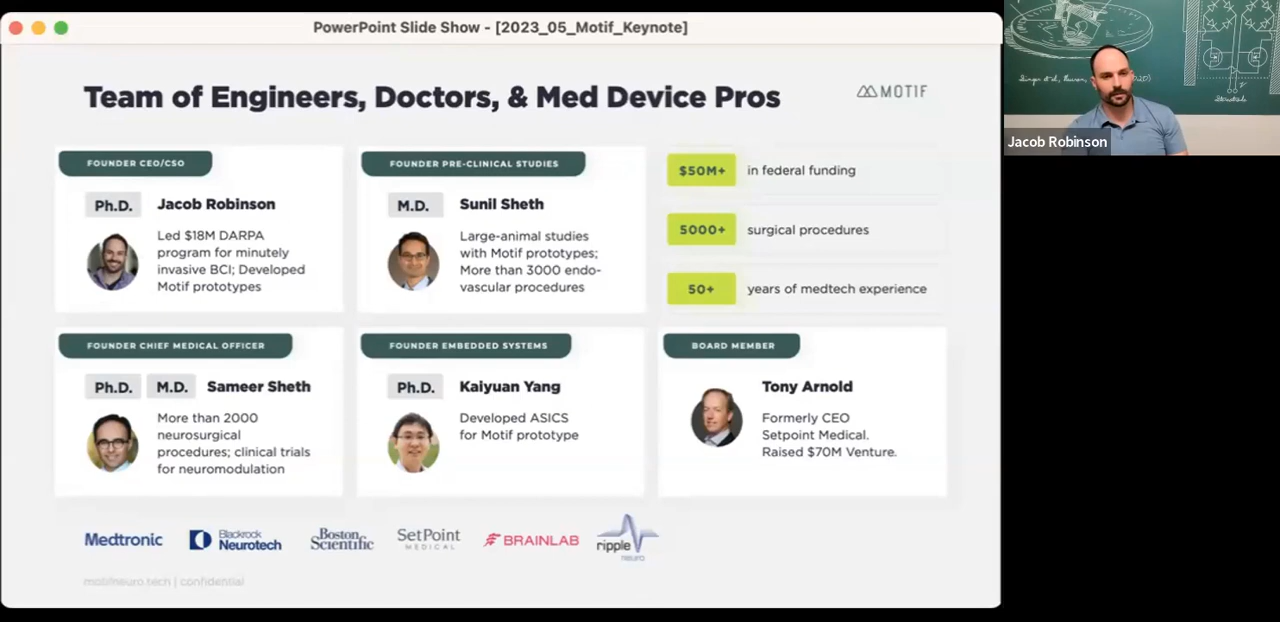 PowerPoint Slide Show - [2023_05_Motif_Keynote]
Team of Engineers, Doctors, & Med Device Pros
MOTIF
FOUNDER CEO/CSO
Ph.D. Jacob Robinson
Led $18M DARPA
program for minutely
invasive BCI; Developed
Motif prototypes
FOUNDER PRE-CLINICAL STUDIES
M.D. Sunil Sheth
Large-animal studies
with Motif prototypes;
More than 3000 endo-
vascular procedures
$50M+ in federal funding
5000+ surgical procedures
50+ years of medtech experience
FOUNDER CHIEF MEDICAL OFFICER
Ph.D. M.D. Sameer Sheth
More than 2000
neurosurgical
procedures; clinical trials
for neuromodulation
FOUNDER EMBEDDED SYSTEMS
Ph.D. Kaiyuan Yang
Developed ASICS
for Motif prototype
BOARD MEMBER
Tony Arnold
Formerly CEO
Setpoint Medical.
Raised $70M Venture.
Medtronic
Blackrock
Neurotech
Boston
Scientific
SetPoint
MEDICAL
BRAINLAB
ripple
neuro
motifneuro.tech | confidential
Jacob Robinson